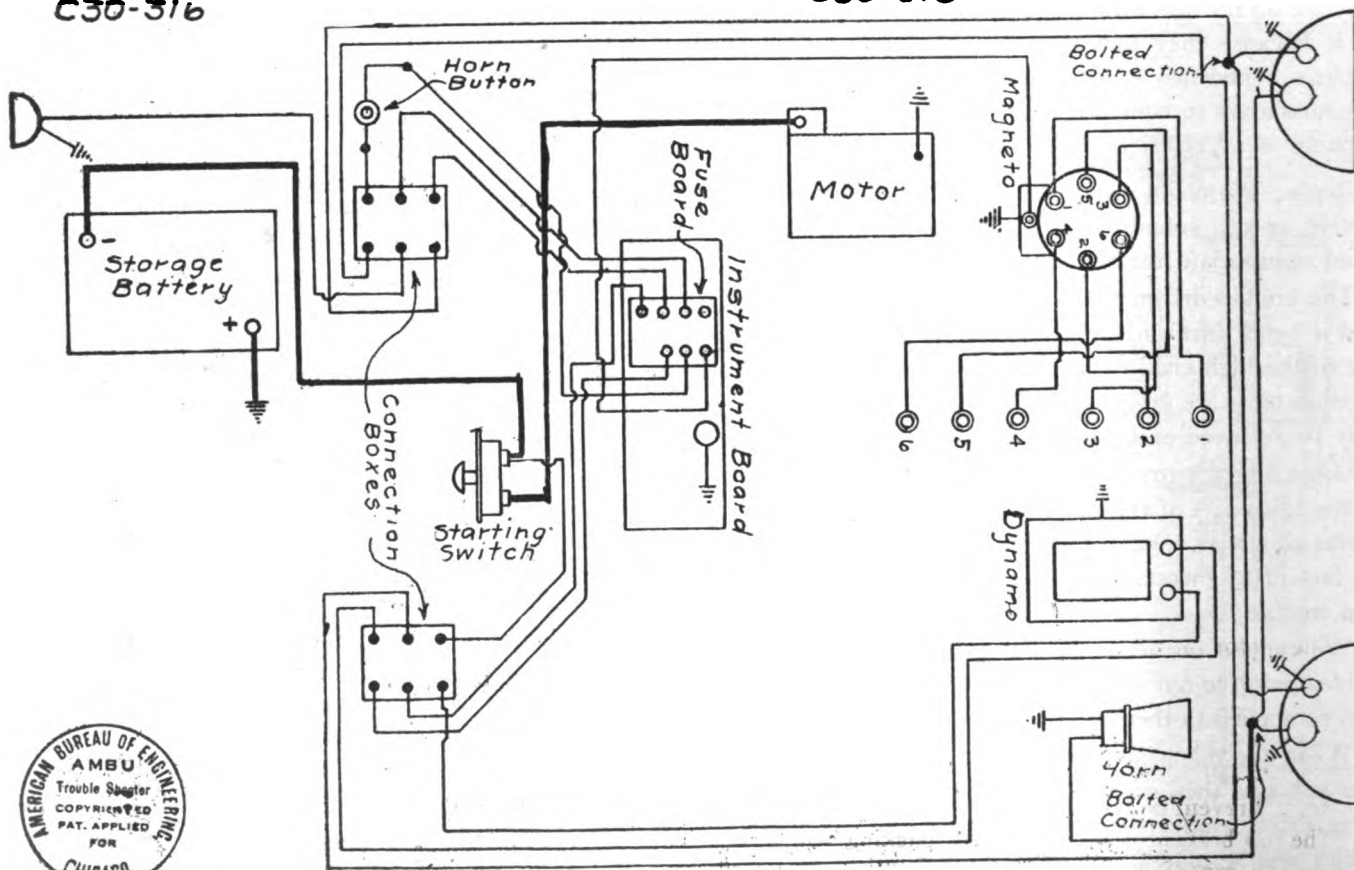 C30-316
Horn
Button
Bolted
Connection
Magneto
1
5
3
4
2
6
Motor
Fuse
Board
Storage
Battery
-
+
Instrument Board
Connection
Boxes
Starting
Switch
6
5
4
3
2
Dynamo
Horn
Bolted
Connection
AMERICAN BUREAU OF ENGINEERING,
AMBU
Trouble Shooter
COPYRIGHTED
PAT. APPLIED
FOR
CHICAGO